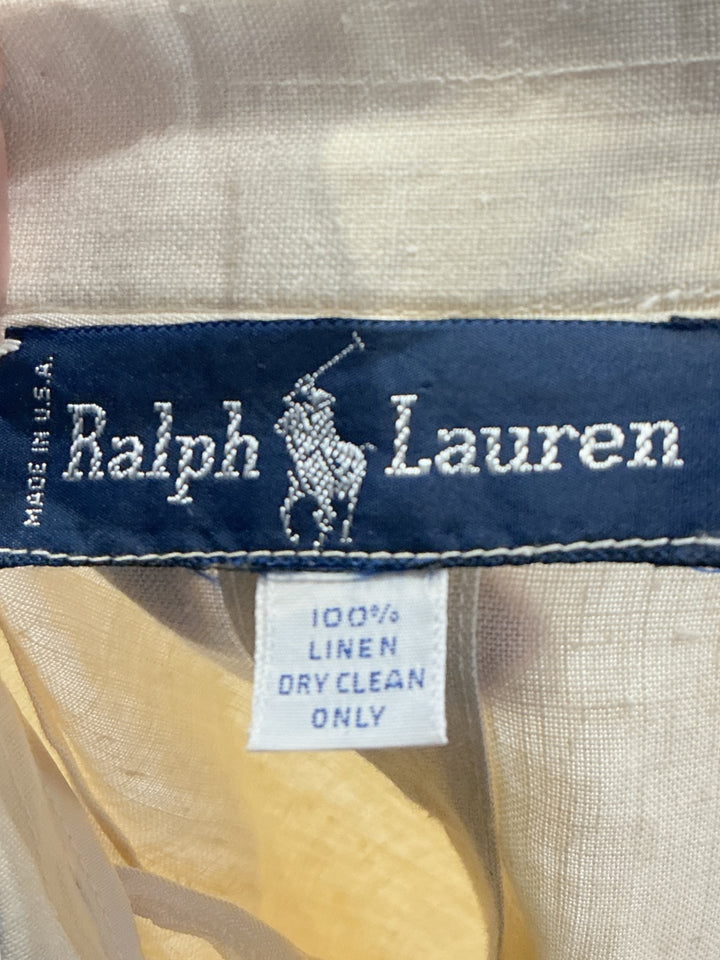 MADE IN U.S.A.
Ralph Lauren
100%
LINEN
DRY CLEAN
ONLY